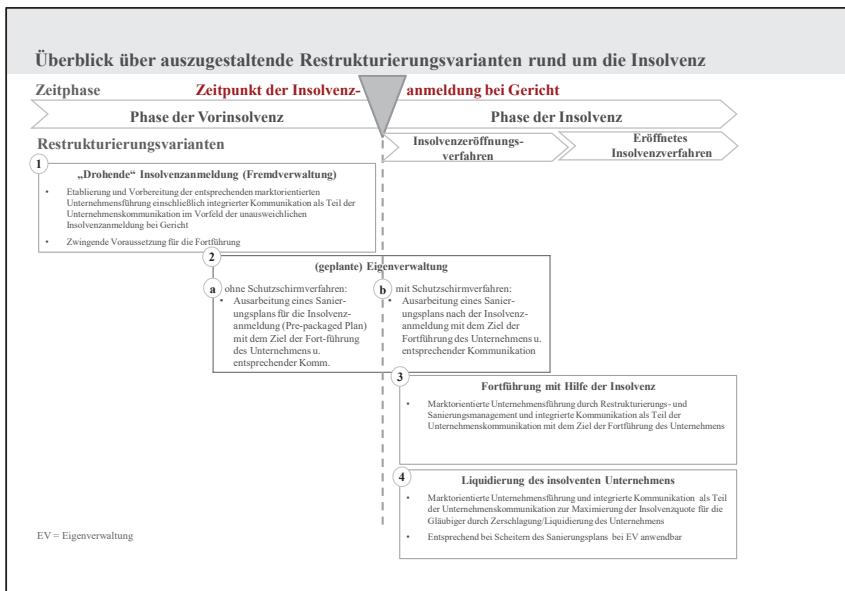 Überblick über auszugestaltende Restrukturierungsvarianten rund um die Insolvenz
Zeitphase
Zeitpunkt der Insolvenz- anmeldung bei Gericht
Phase der Vorinsolvenz
Phase der Insolvenz
Restrukturierungsvarianten
Insolvenzeröffnungs-
verfahren
Eröffnetes
Insolvenzverfahren
1
„Drohende“ Insolvenzanmeldung (Fremdverwaltung)
• Etablierung und Vorbereitung der entsprechenden marktorientierten
Unternehmensführung einschließlich integrierter Kommunikation als Teil der
Unternehmenskommunikation im Vorfeld der unausweichlichen
Insolvenzanmeldung bei Gericht
• Zwingende Voraussetzung für die Fortführung
2
(geplante) Eigenverwaltung
a ohne Schutzschirmverfahren:
• Ausarbeitung eines Sanier-
ungsplans für die Insolvenz-
anmeldung (Pre-packaged Plan)
mit dem Ziel der Fort-führung
des Unternehmens u.
entsprechender Komm.
b mit Schutzschirmverfahren:
• Ausarbeitung eines Sanier-
ungsplans nach der Insolvenz-
anmeldung mit dem Ziel der
Fortführung des Unternehmens u.
entsprechender Kommunikation
3
Fortführung mit Hilfe der Insolvenz
• Marktorientierte Unternehmensführung durch Restrukturierungs- und
Sanierungsmanagement und integrierte Kommunikation als Teil der
Unternehmenskommunikation mit dem Ziel der Fortführung des Unternehmens
4
Liquidierung des insolventen Unternehmens
• Marktorientierte Unternehmensführung und integrierte Kommunikation als Teil
der Unternehmenskommunikation zur Maximierung der Insolvenzquote für die
Gläubiger durch Zerschlagung/Liquidierung des Unternehmens
• Entsprechend bei Scheitern des Sanierungsplans bei EV anwendbar
EV = Eigenverwaltung